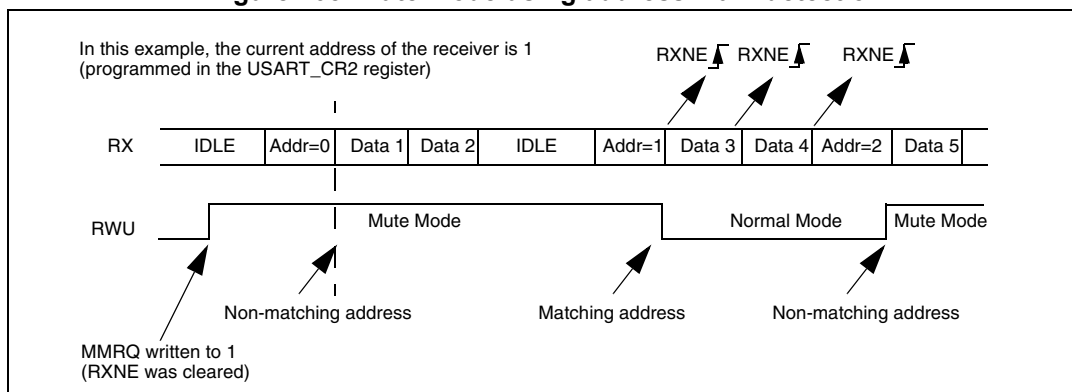 In this example, the current address of the receiver is 1
(programmed in the USART_CR2 register)
RXNE RXNE RXNE
RX IDLE Addr=0 Data 1 Data 2 IDLE Addr=1 Data 3 Data 4 Addr=2 Data 5
RWU Mute Mode Normal Mode Mute Mode
Non-matching address Matching address Non-matching address
MMRQ written to 1
(RXNE was cleared)